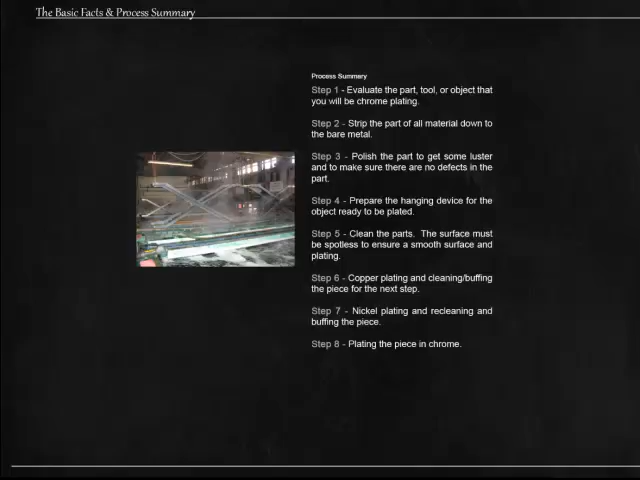 The Basic Facts & Process Summary
Process Summary
Step 1 - Evaluate the part, tool, or object that
you will be chrome plating.
Step 2 - Strip the part of all material down to
the bare metal.
Step 3 - Polish the part to get some luster
and to make sure there are no defects in the
part.
Step 4 - Prepare the hanging device for the
object ready to be plated.
Step 5 - Clean the parts. The surface must
be spotless to ensure a smooth surface and
plating.
Step 6 - Copper plating and cleaning/buffing
the piece for the next step.
Step 7 - Nickel plating and recleaning and
buffing the piece.
Step 8 - Plating the piece in chrome.